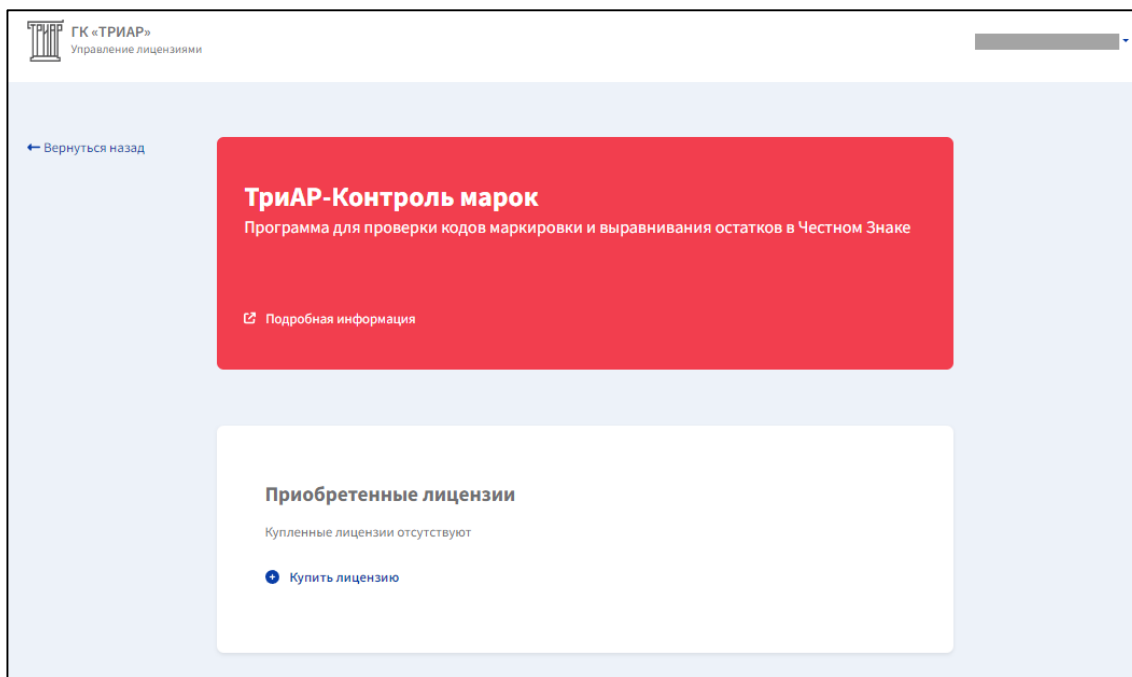 ТРИАР
ГК «ТРИАР»
Управление лицензиями
Вернуться назад
ТриАР-Контроль марок
Программа для проверки кодов маркировки и выравнивания остатков в Честном Знаке
Подробная информация
Приобретенные лицензии
Купленные лицензии отсутствуют
Купить лицензию